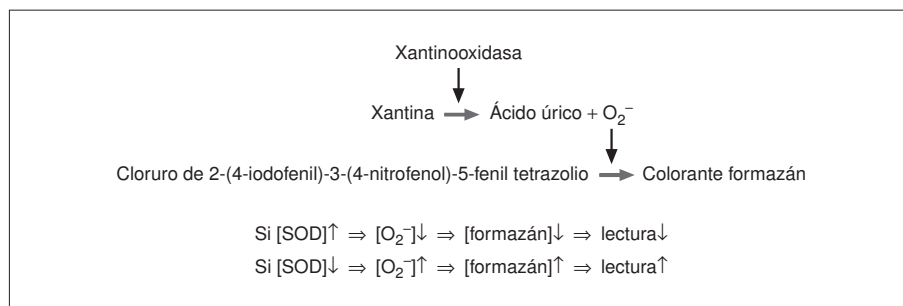 Xantinooxidasa
Xantina → Ácido úrico + O₂⁻
Cloruro de 2-(4-iodofenil)-3-(4-nitrofenol)-5-fenil tetrazolio → Colorante formazán
Si [SOD]↑ ⇒ [O₂⁻]↓ ⇒ [formazán]↓ ⇒ lectura↓
Si [SOD]↓ ⇒ [O₂⁻]↑ ⇒ [formazán]↑ ⇒ lectura↑